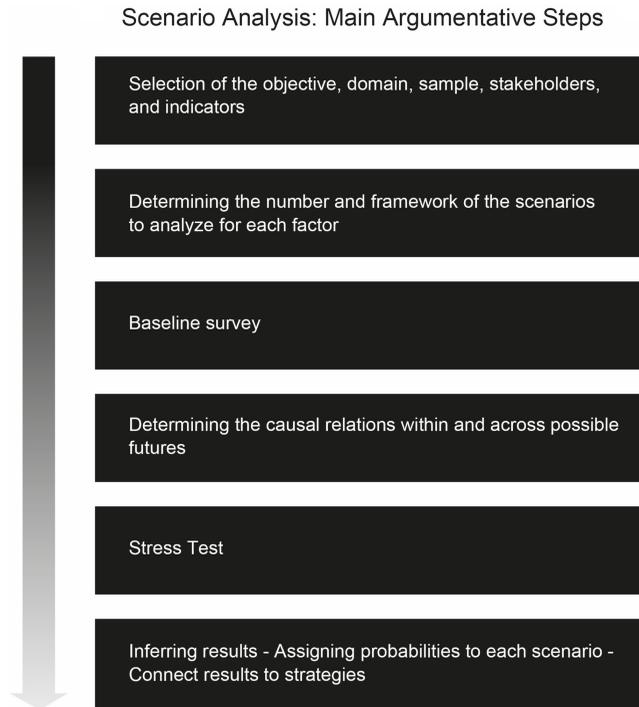 Scenario Analysis: Main Argumentative Steps
Selection of the objective, domain, sample, stakeholders,
and indicators
Determining the number and framework of the scenarios
to analyze for each factor
Baseline survey
Determining the causal relations within and across possible
futures
Stress Test
Inferring results - Assigning probabilities to each scenario -
Connect results to strategies